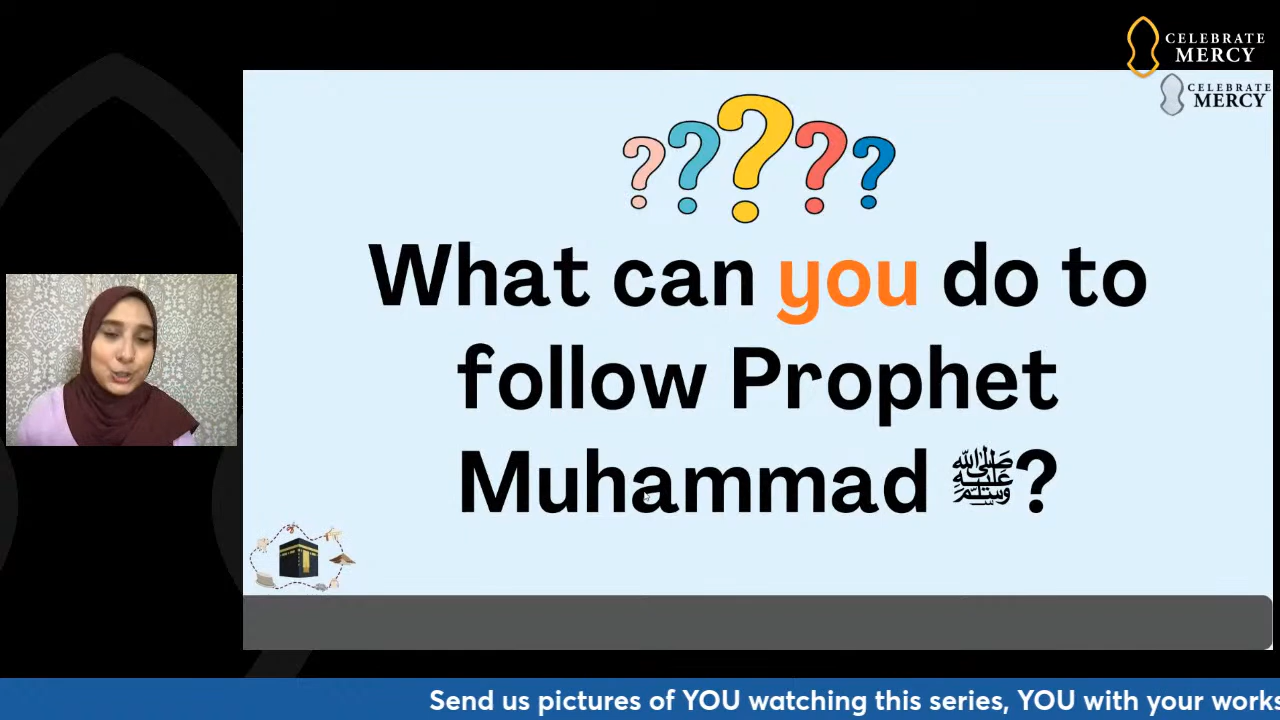 CELEBRATE
MERCY
CELEBRATE
MERCY
?????
What can you do to
follow Prophet
Muhammad ﷺ?
Send us pictures of YOU watching this series, YOU with your works